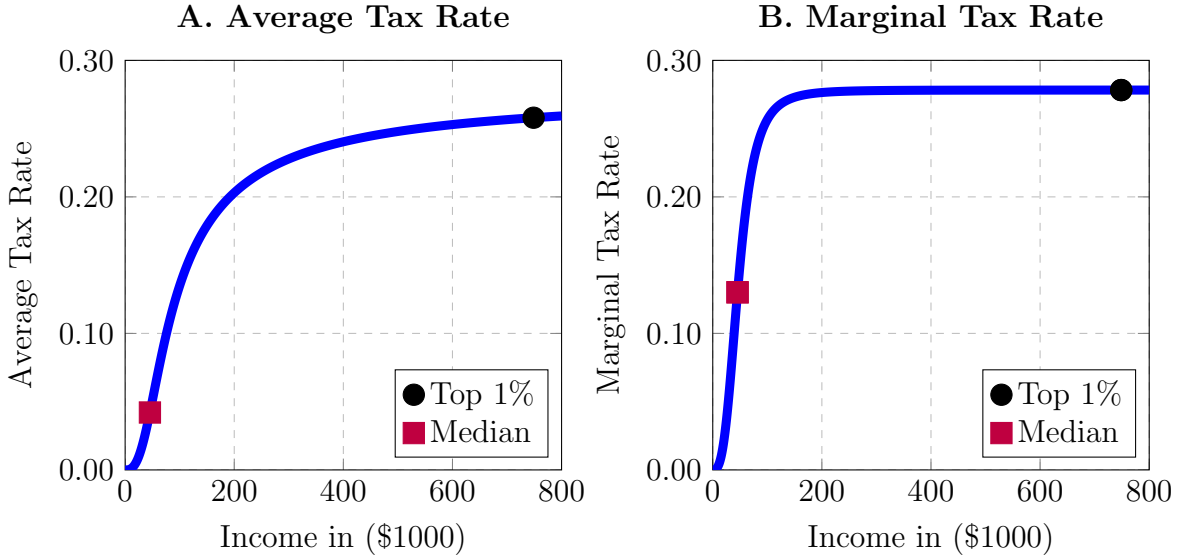 A. Average Tax Rate
Average Tax Rate
0.30
0.20
0.10
0.00
0
200
400
600
800
Income in ($1000)
Top 1%
Median
B. Marginal Tax Rate
Marginal Tax Rate
0.30
0.20
0.10
0.00
0
200
400
600
800
Income in ($1000)
Top 1%
Median